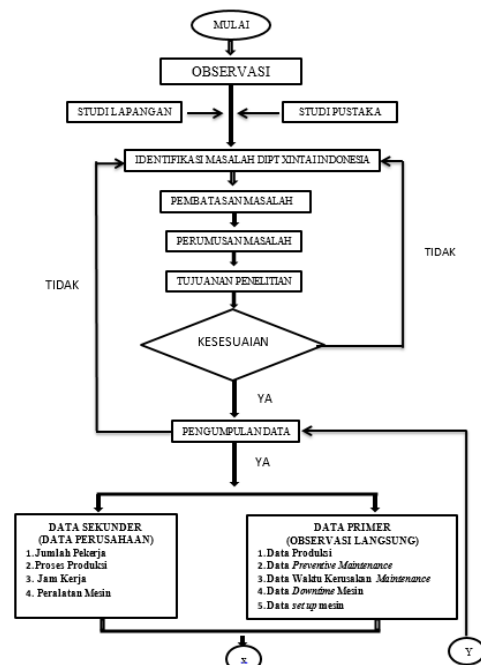 MULAI
OBSERVASI
STUDI LAPANGAN
STUDI PUSTAKA
IDENTIFIKASI MASALAH DIPT XINTAI INDONESIA
PEMBATASAN MASALAH
PERUMUSAN MASALAH
TIDAK
TIDAK
TUJUANAN PENELITIAN
KESESUAIAN
YA
PENGUMPULAN DATA
YA
DATA SEKUNDER
(DATA PERUSAHAAN)
1. Jumlah Pekerja
2. Proses Produksi
3. Jam Kerja
4. Peralatan Mesin
DATA PRIMER
(OBSERVASI LANGSUNG)
1. Data Produksi
2. Data Preventive Maintenance
3. Data Waktu Kerusakan Maintenance
4. Data Downtime Mesin
5. Data set up mesin
x
Y